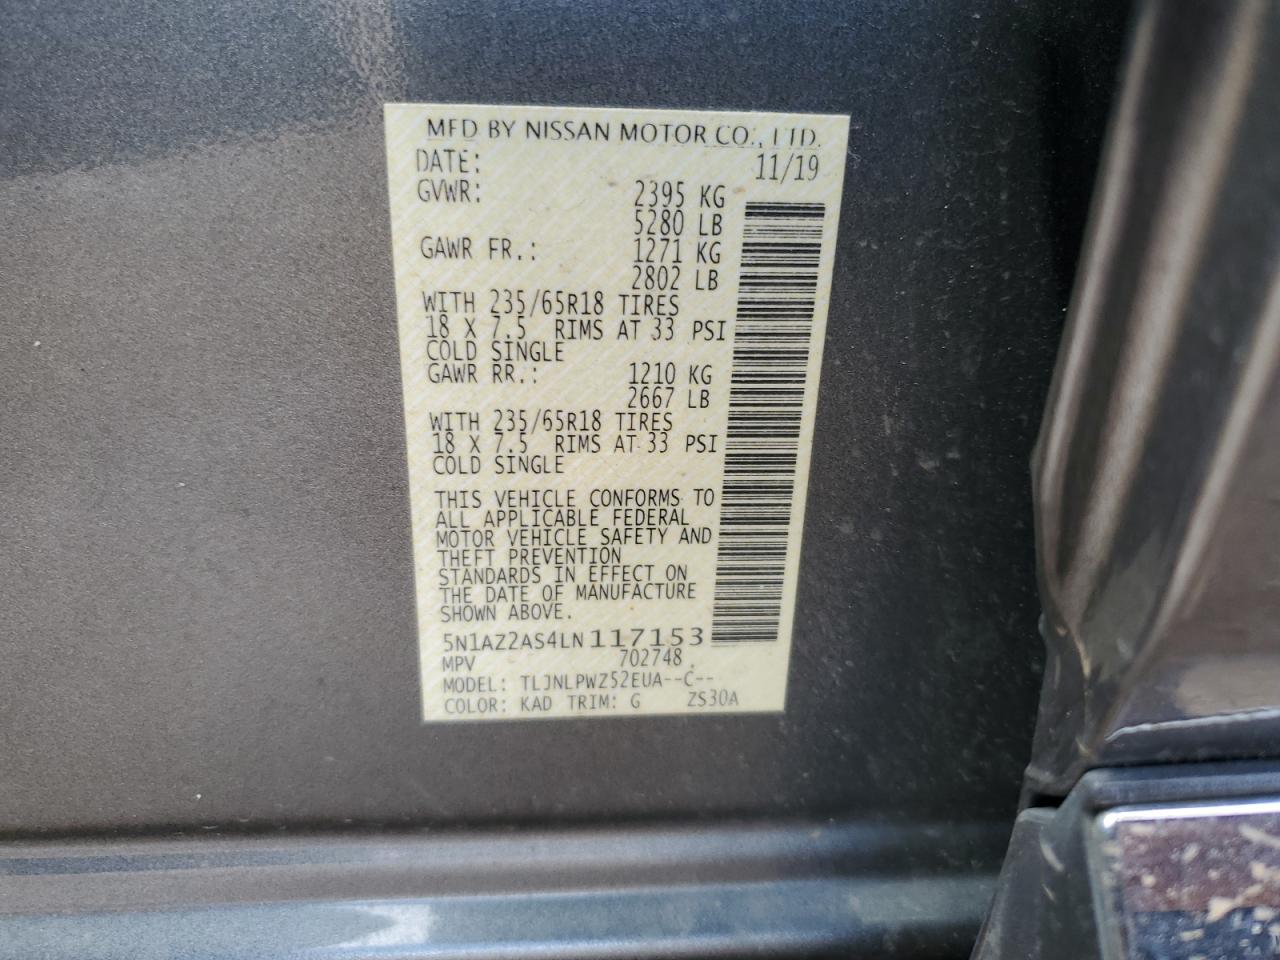 MFD BY NISSAN MOTOR CO., LTD.
DATE: 11/19
GVWR: 2395 KG
5280 LB
GAWR FR.: 1271 KG
2802 LB
WITH 235/65R18 TIRES
18 X 7.5 RIMS AT 33 PSI
COLD SINGLE
GAWR RR.: 1210 KG
2667 LB
WITH 235/65R18 TIRES
18 X 7.5 RIMS AT 33 PSI
COLD SINGLE
THIS VEHICLE CONFORMS TO
ALL APPLICABLE FEDERAL
MOTOR VEHICLE SAFETY AND
THEFT PREVENTION
STANDARDS IN EFFECT ON
THE DATE OF MANUFACTURE
SHOWN ABOVE.
5N1AZ2AS4LN117153
MPV 702748
MODEL: TLJNLPWZ52EUA--C--
COLOR: KAD TRIM: G ZS30A